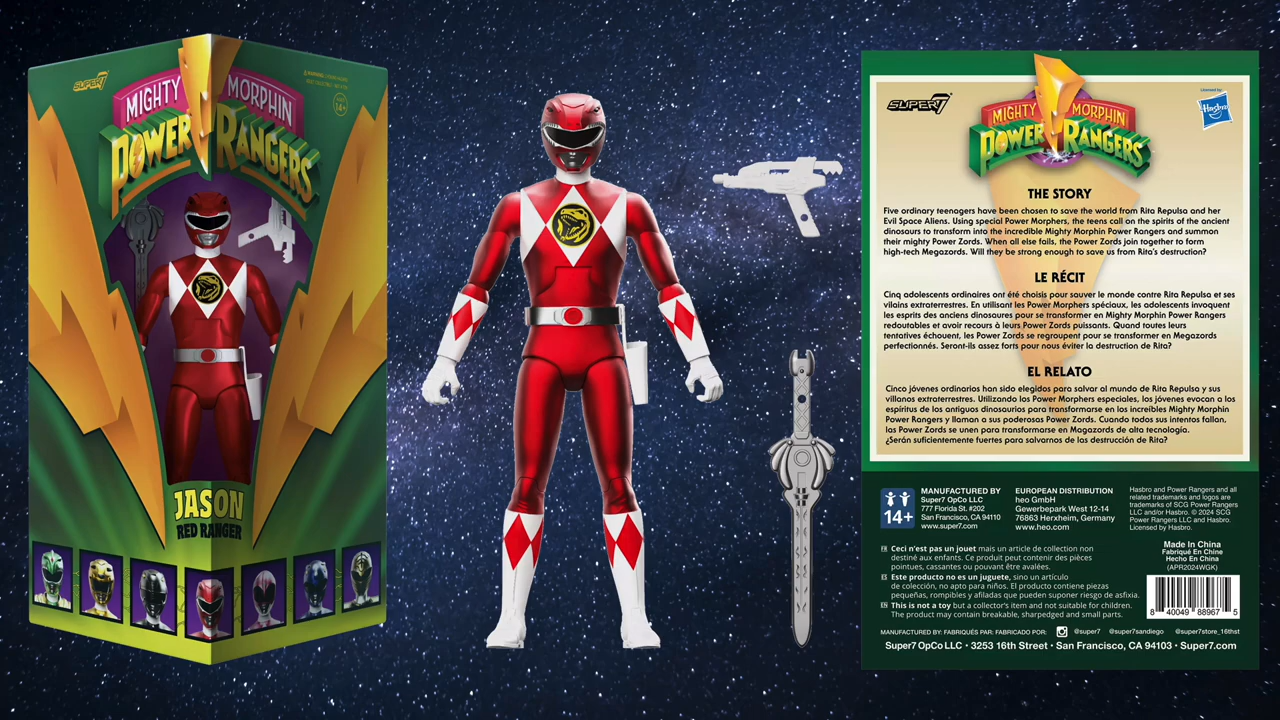 SUPER7
MIGHTY MORPHIN
POWER RANGERS
14+
JASON
RED RANGER
SUPER7
Licensed by:
Hasbro
MIGHTY MORPHIN
POWER RANGERS
THE STORY
Five ordinary teenagers have been chosen to save the world from Rita Repulsa and her
Evil Space Aliens. Using special Power Morphers, the teens call on the spirits of the ancient
dinosaurs to transform into the incredible Mighty Morphin Power Rangers and summon
their mighty Power Zords. When all else fails, the Power Zords join together to form
high-tech Megazords. Will they be strong enough to save us from Rita's destruction?
LE RÉCIT
Cinq adolescents ordinaires ont été choisis pour sauver le monde contre Rita Repulsa et ses
vilains extraterrestres. En utilisant les Power Morphers spéciaux, les adolescents invoquent
les esprits des anciens dinosaures pour se transformer en Mighty Morphin Power Rangers
redoutables et avoir recours à leurs Power Zords puissants. Quand toutes leurs
tentatives échouent, les Power Zords se regroupent pour se transformer en Megazords
perfectionnés. Seront-ils assez forts pour nous éviter la destruction de Rita?
EL RELATO
Cinco jóvenes ordinarios han sido elegidos para salvar al mundo de Rita Repulsa y sus
villanos extraterrestres. Utilizando los Power Morphers especiales, los jóvenes evocan a los
espíritus de los antiguos dinosaurios para transformarse en los increíbles Mighty Morphin
Power Rangers y llaman a sus poderosas Power Zords. Cuando todos sus intentos fallan,
las Power Zords se unen para transformarse en Magazords de alta tecnología.
¿Serán suficientemente fuertes para salvarnos de las destrucción de Rita?
14+
MANUFACTURED BY
Super7 OpCo LLC
777 Florida St. #202
San Francisco, CA 94110
www.super7.com
EUROPEAN DISTRIBUTION
heo GmbH
Gewerbepark West 12-14
76863 Herxheim, Germany
www.heo.com
Hasbro and Power Rangers and all
related trademarks and logos are
trademarks of SCG Power Rangers
LLC and/or Hasbro. © 2024 SCG
Power Rangers LLC and Hasbro.
Licensed by Hasbro.
FR Ceci n'est pas un jouet mais un article de collection non
destiné aux enfants. Ce produit peut contenir des pièces
pointues, cassantes ou pouvant être avalées.
ES Este producto no es un juguete, sino un artículo
de colección, no apto para niños. El producto contiene piezas
pequeñas, rompibles y afiladas que pueden suponer riesgo de asfixia.
EN This is not a toy but a collector's item and not suitable for children.
The product may contain breakable, sharpedged and small parts.
Made In China
Fabriqué En Chine
Hecho En China
(APR2024WGK)
8 40049 88967 5
MANUFACTURED BY: FABRIQUÉS PAR: FABRICADO POR: @super7 @super7sandiego @super7store_16thst
Super7 OpCo LLC • 3253 16th Street • San Francisco, CA 94103 • Super7.com